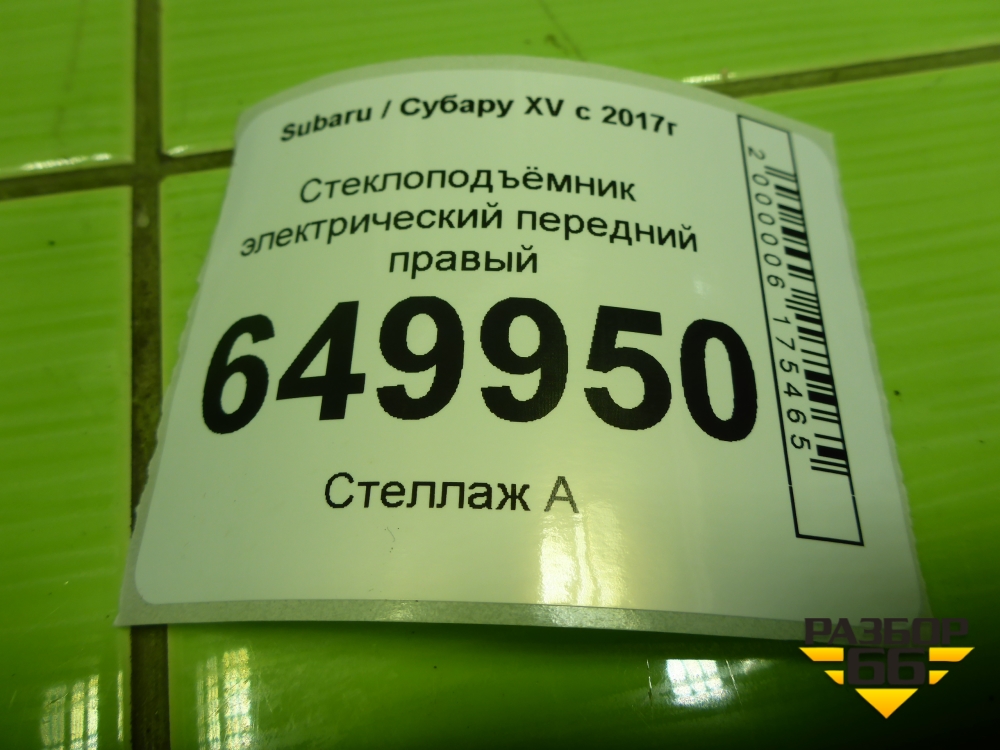 Subaru / Субару XV с 2017г
Стеклоподъёмник
электрический передний
правый
649950
Стеллаж А
2000006175465
РАЗБОР
66